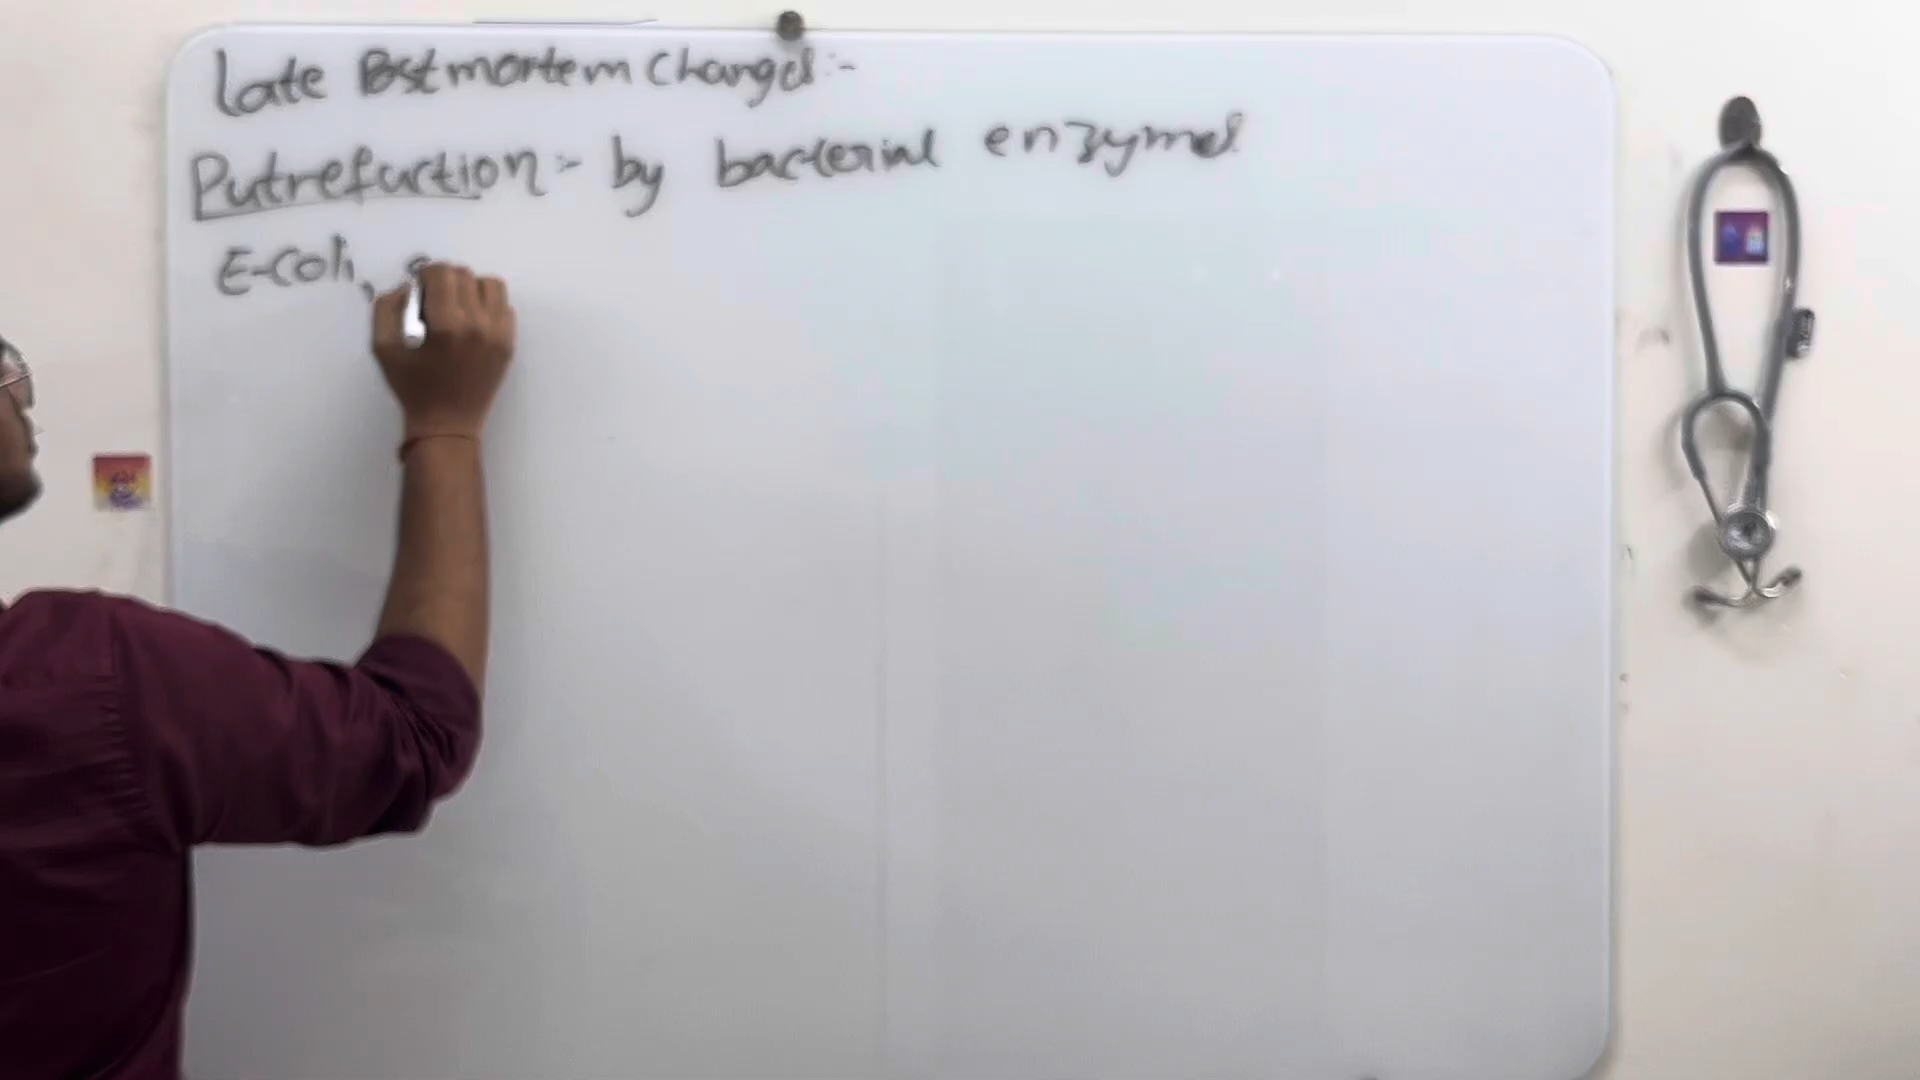 Late Postmortem Changes :-
Putrefaction :- by bacterial enzymes
E-Coli,